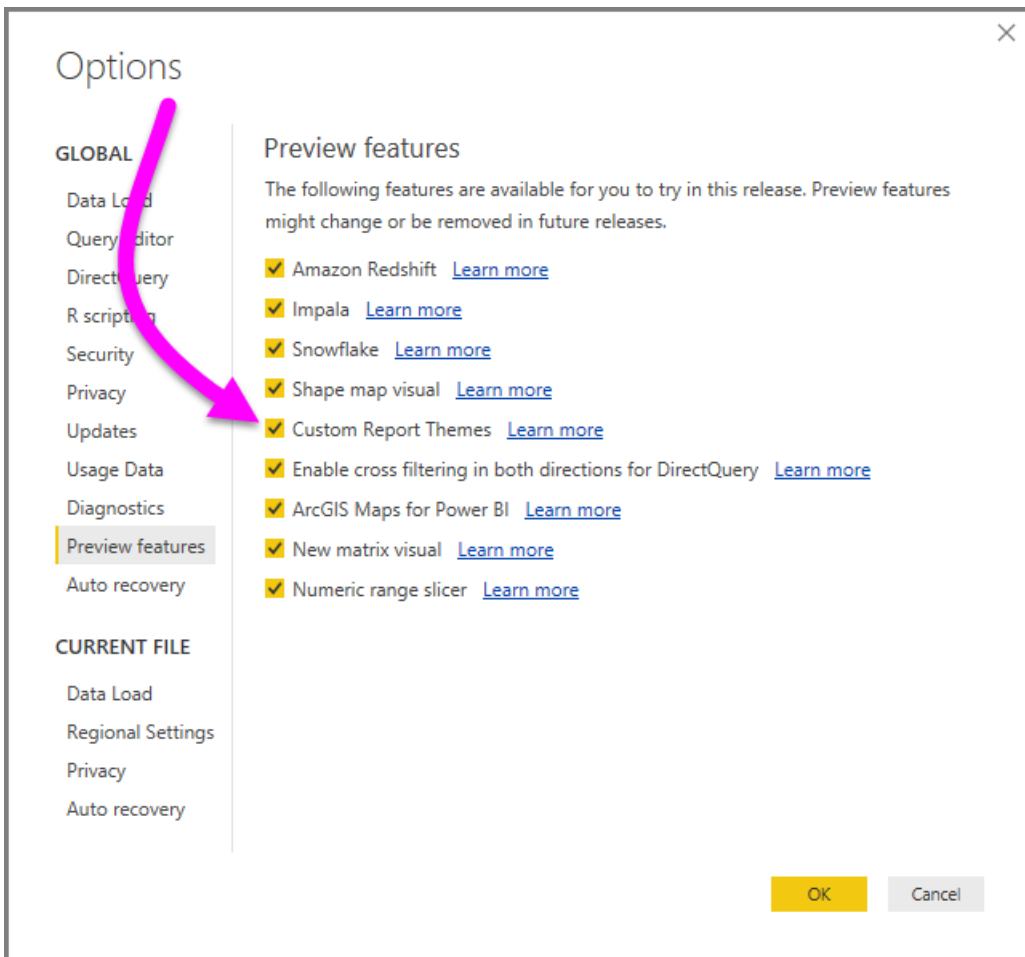 Options
GLOBAL
Data Load
Query Editor
DirectQuery
R scripting
Security
Privacy
Updates
Usage Data
Diagnostics
Preview features
Auto recovery
CURRENT FILE
Data Load
Regional Settings
Privacy
Auto recovery
Preview features
The following features are available for you to try in this release. Preview features
might change or be removed in future releases.
Amazon Redshift Learn more
Impala Learn more
Snowflake Learn more
Shape map visual Learn more
Custom Report Themes Learn more
Enable cross filtering in both directions for DirectQuery Learn more
ArcGIS Maps for Power BI Learn more
New matrix visual Learn more
Numeric range slicer Learn more
OK Cancel